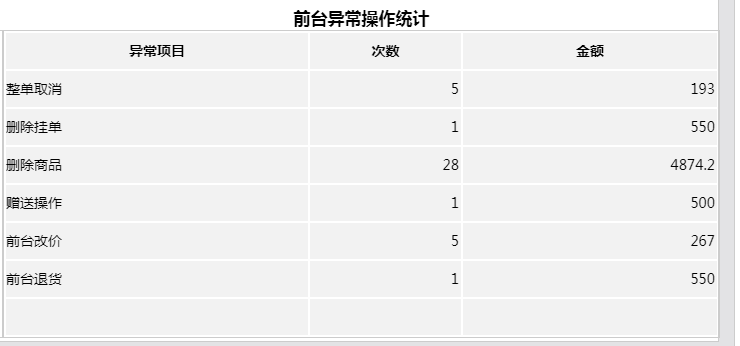 前台异常操作统计
异常项目 次数 金额
整单取消 5 193
删除挂单 1 550
删除商品 28 4874.2
赠送操作 1 500
前台改价 5 267
前台退货 1 550